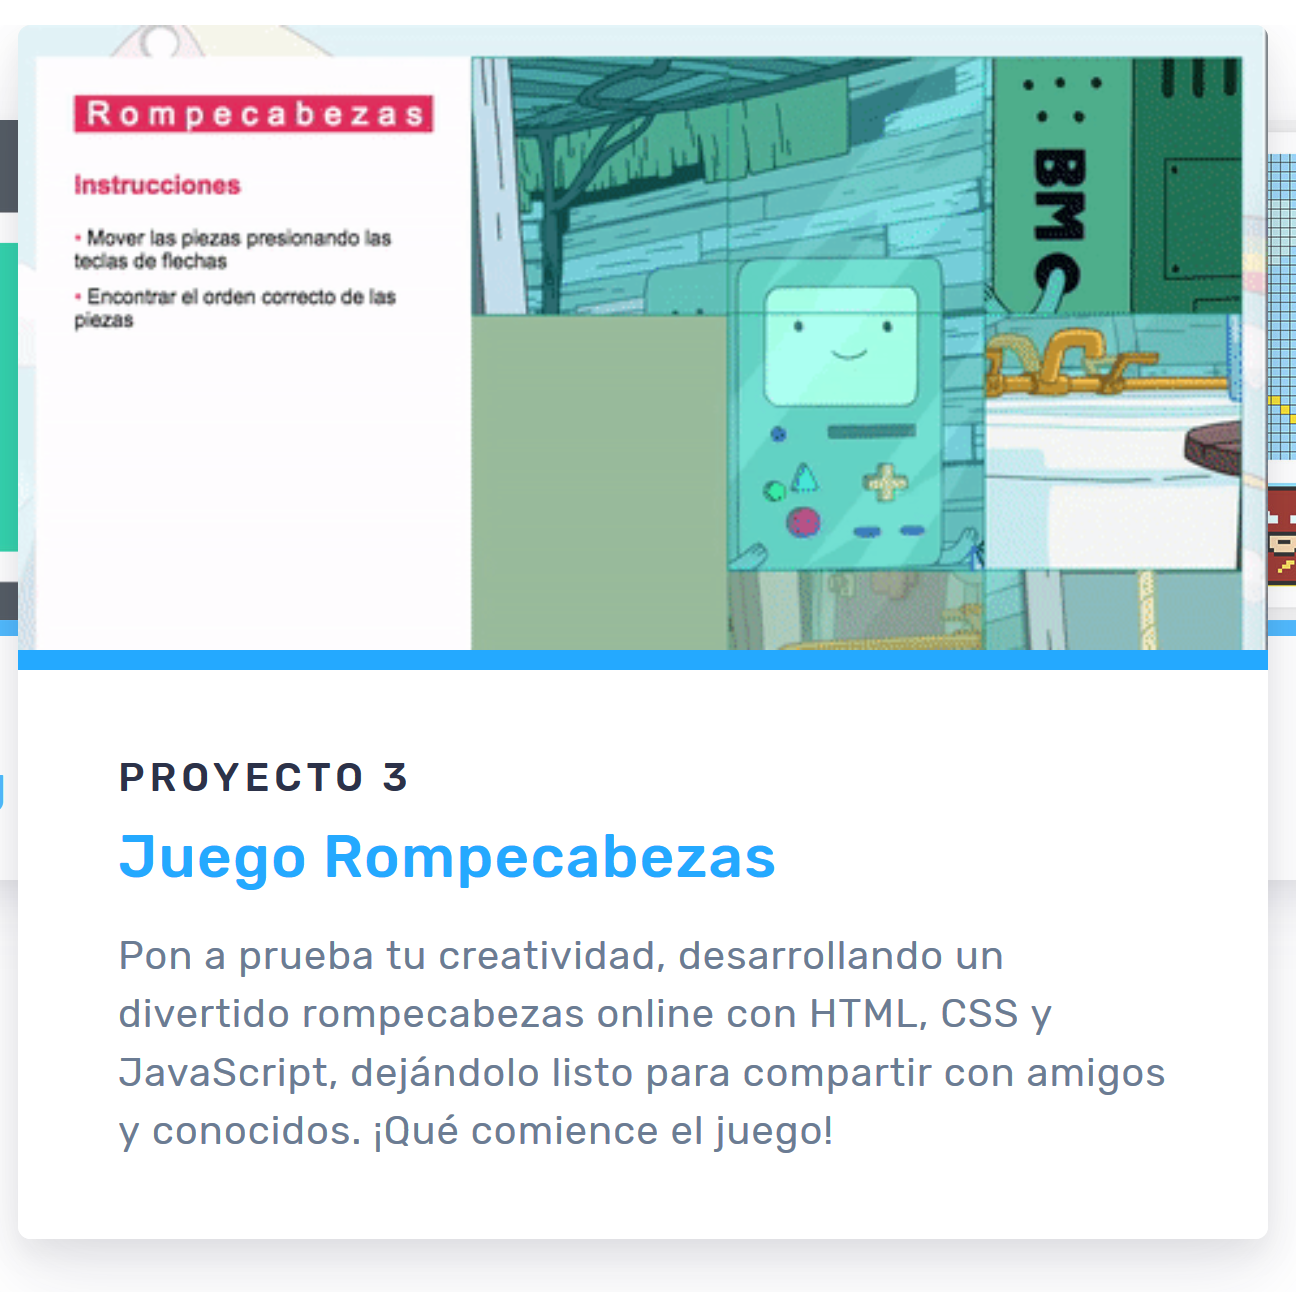 Rompecabezas
Instrucciones
• Mover las piezas presionando las
teclas de flechas
• Encontrar el orden correcto de las
piezas
BMO
PROYECTO 3
Juego Rompecabezas
Pon a prueba tu creatividad, desarrollando un
divertido rompecabezas online con HTML, CSS y
JavaScript, dejándolo listo para compartir con amigos
y conocidos. ¡Qué comience el juego!